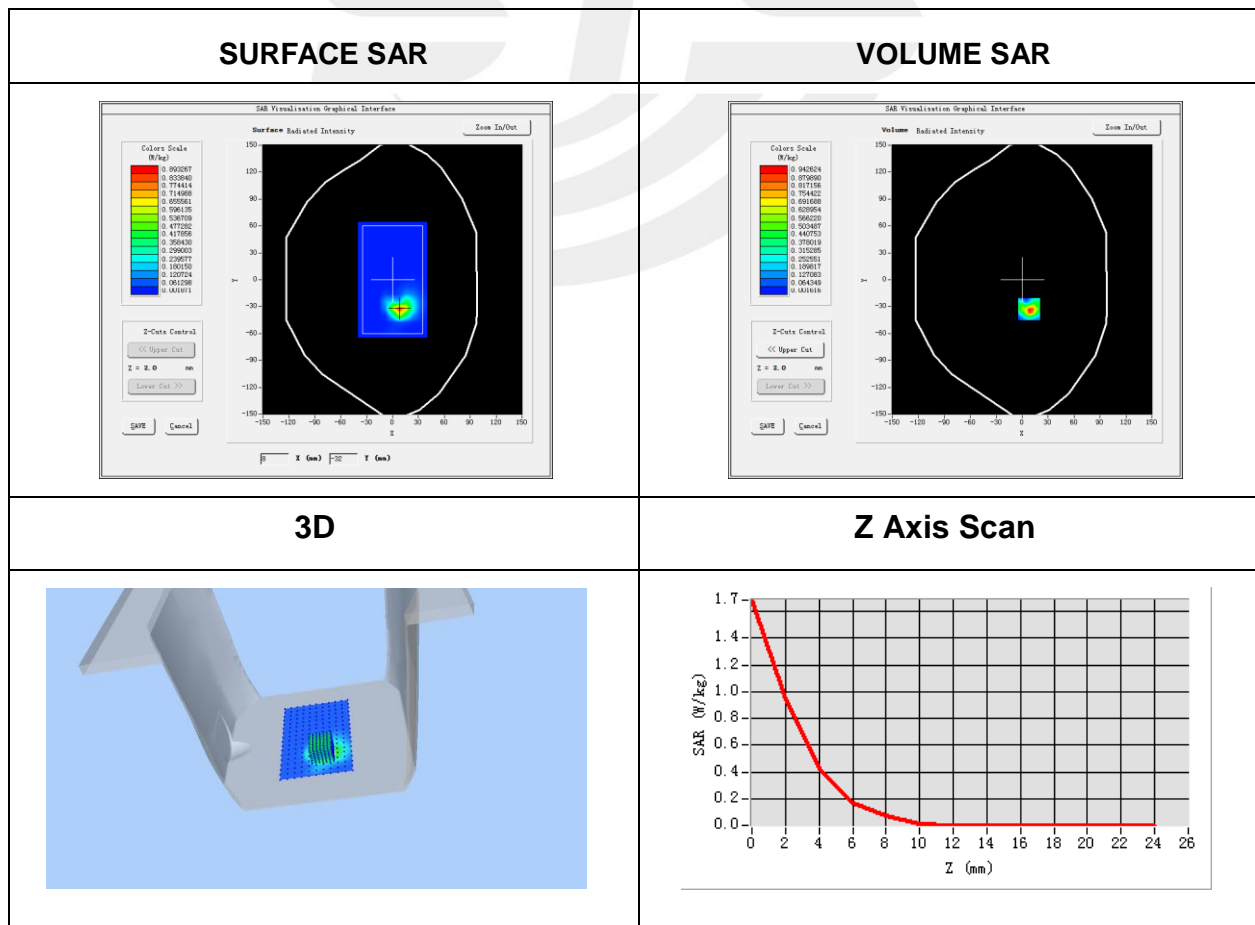 SURFACE SAR
VOLUME SAR
SAR Visualisation Graphical Interface
Surface Radiated Intensity
Zoom In/Out
Colors Scale
(W/kg)
0.893267
0.833840
0.774414
0.714988
0.655561
0.596135
0.536709
0.477282
0.417856
0.358430
0.299003
0.239577
0.180150
0.120724
0.061298
0.001871
Z-Cuts Control
<< Upper Cut
Z = 2.0 mm
Lower Cut >>
SAVE Cancel
150
120
90
60
30
0
-30
-60
-90
-120
-150
Y
-150 -120 -90 -60 -30 0 30 60 90 120 150
X
8 X (mm) -32 Y (mm)
SAR Visualisation Graphical Interface
Volume Radiated Intensity
Zoom In/Out
Colors Scale
(W/kg)
0.942624
0.879890
0.817156
0.754422
0.691688
0.628954
0.566220
0.503487
0.440753
0.378019
0.315285
0.252551
0.189817
0.127083
0.064349
0.001616
Z-Cuts Control
<< Upper Cut
Z = 2.0 mm
Lower Cut >>
SAVE Cancel
150
120
90
60
30
0
-30
-60
-90
-120
-150
Y
-150 -120 -90 -60 -30 0 30 60 90 120 150
X
3D
Z Axis Scan
1.7
1.4
1.2
1.0
0.8
0.6
0.4
0.2
0.0
SAR (W/kg)
0 2 4 6 8 10 12 14 16 18 20 22 24 26
Z (mm)